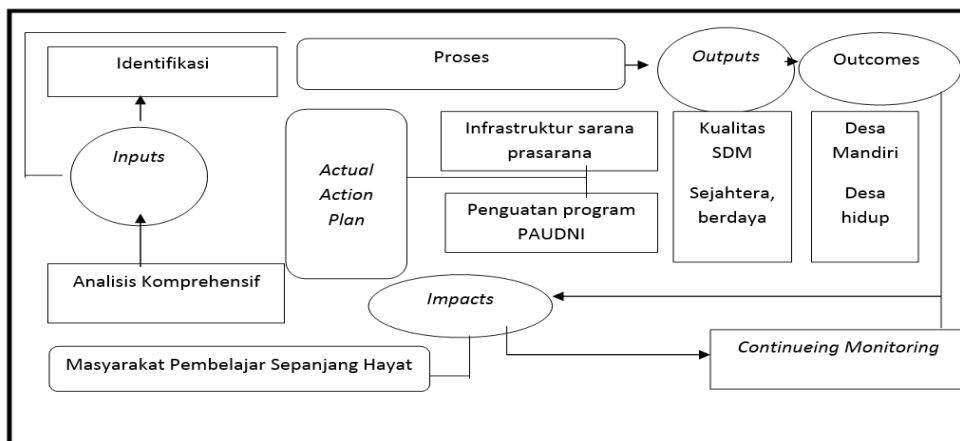 Identifikasi
Proses
Outputs
Outcomes
Inputs
Actual
Action
Plan
Infrastruktur sarana
prasarana
Penguatan program
PAUDNI
Kualitas
SDM
Sejahtera,
berdaya
Desa
Mandiri
Desa
hidup
Analisis Komprehensif
Impacts
Masyarakat Pembelajar Sepanjang Hayat
Continueing Monitoring